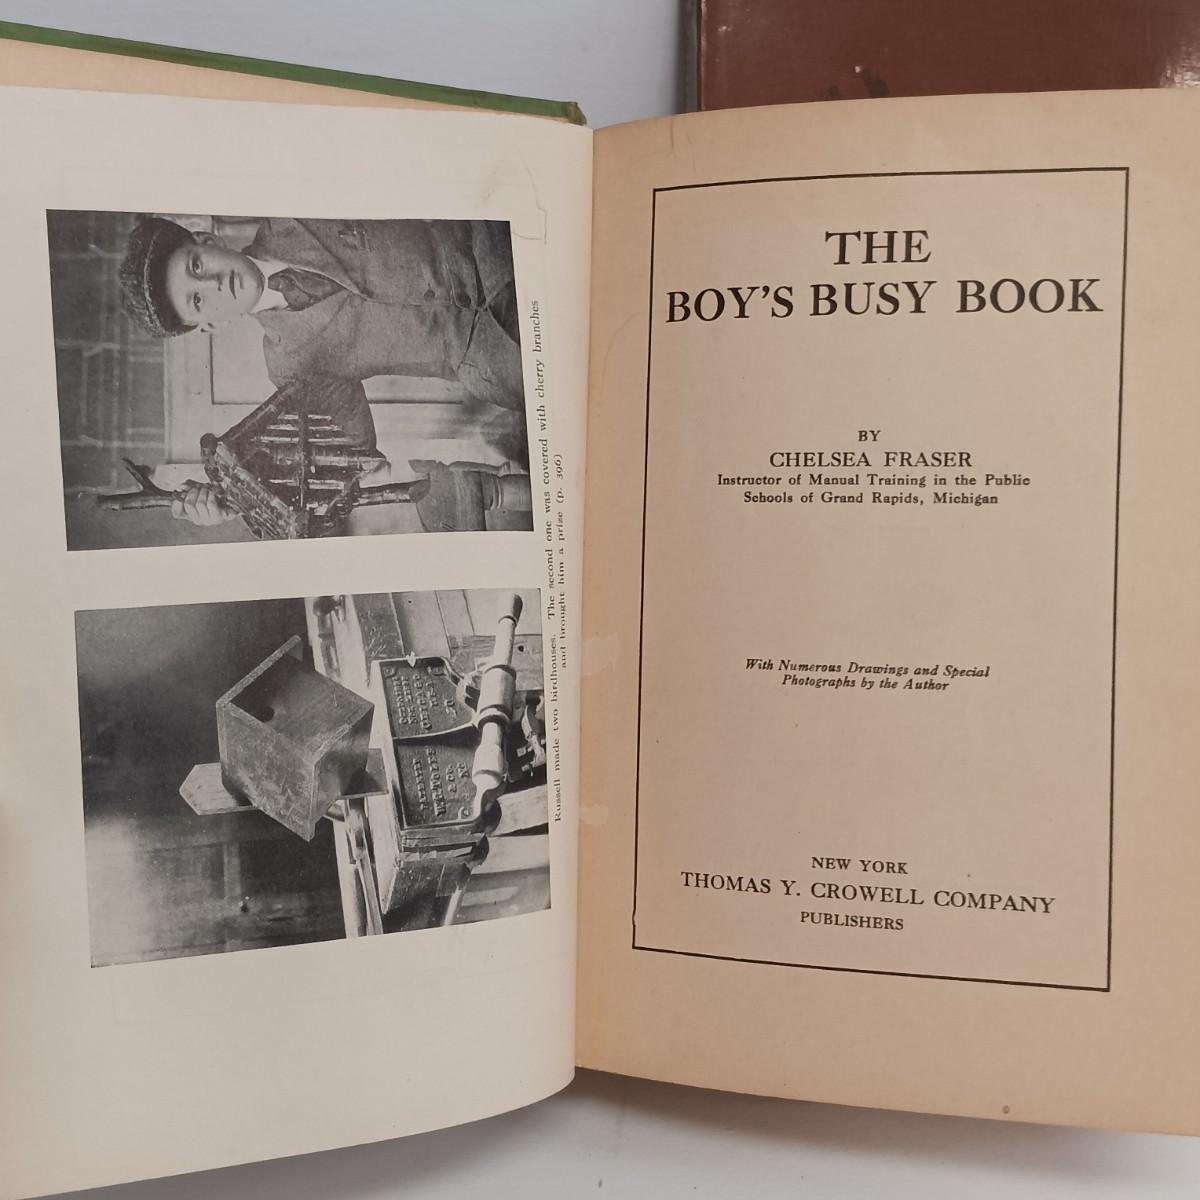 Russell made two birdhouses. The second one was covered with cherry branches
and brought him a prize (p. 396)
THE
BOY'S BUSY BOOK
BY
CHELSEA FRASER
Instructor of Manual Training in the Public
Schools of Grand Rapids, Michigan
With Numerous Drawings and Special
Photographs by the Author
NEW YORK
THOMAS Y. CROWELL COMPANY
PUBLISHERS